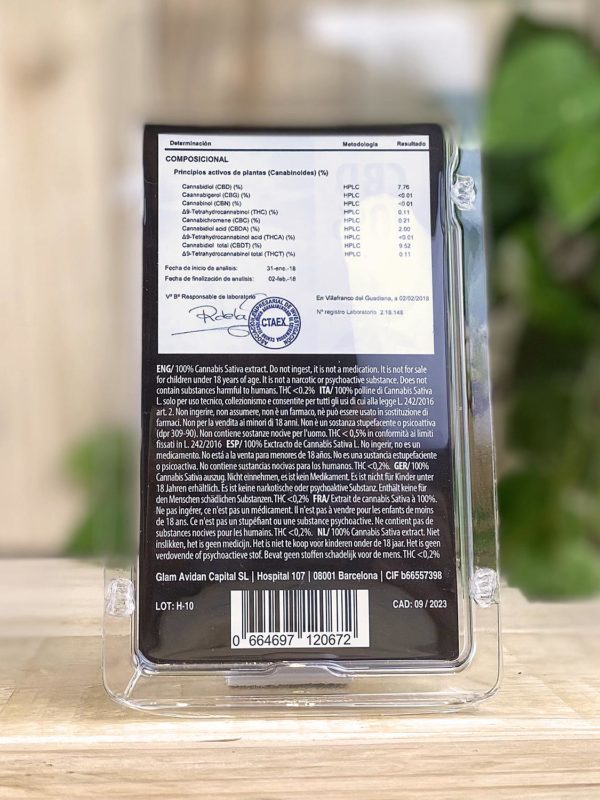 Determinación Metodología Resultado
COMPOSICIONAL
Principios activos de plantas (Canabinoides) (%)
Cannabidiol (CBD) (%) HPLC 7.76
Caannabigerol (CBG) (%) HPLC <0.01
Canabinol (CBN) (%) HPLC <0.01
Δ9-Tetrahydrocannabinol (THC) (%) HPLC 0.11
Cannabichromene (CBC) (%) HPLC 0.21
Cannabidiol acid (CBDA) (%) HPLC 2.00
Δ9-Tetrahydrocannabinol acid (THCA) (%) HPLC <0.01
Cannabidiol total (CBDT) (%) HPLC 9.52
Δ9-Tetrahydrocannabinol total (THCT) (%) HPLC 0.11
Fecha de inicio de analisis: 31-ene.-18
Fecha de finalización de analisis: 02-feb.-18
Vº Bº Responsable de laboratorio En Villafranco del Guadiana, a 02/02/2018
Nº registro Laboratorio 2.18.148
CTAEX
ENG/ 100% Cannabis Sativa extract. Do not ingest, it is not a medication. It is not for sale
for children under 18 years of age. It is not a narcotic or psychoactive substance. Does not
contain substances harmful to humans. THC <0.2% ITA/ 100% polline di Cannabis Sativa
L. solo per uso tecnico, collezionismo e consentite per tutti gli usi di cui alla legge L. 242/2016
art. 2. Non ingerire, non assumere, non è un farmaco, nè può essere usato in sostituzione di
farmaci. Non per la vendita ai minori di 18 anni. Non è un sostanza stupefacente o psicoattiva
(dpr 309-90). Non contiene sostanze nocive per l'uomo. THC < 0,5% in conformità ai limiti
fissati in L. 242/2016 ESP/ 100% Exctracto de Cannabis Sativa L. No ingerir, no es un
medicamento. No está a la venta para menores de 18 años. No es una sustancia estupefaciente
o psicoactiva. No contiene sustancias nocivas para los humanos. THC <0,2%. GER/ 100%
Cannabis Sativa auszug. Nicht einnehmen, es ist kein Medikament. Es ist nicht für Kinder unter
18 Jahren erhältlich. Es ist keine narkotische oder psychoaktive Substanz. Enthält keine für
den Menschen schädlichen Substanzen. THC <0,2% FRA/ Extrait de cannabis Sativa à 100%.
Ne pas ingérer, ce n'est pas un médicament. Il n'est pas à vendre pour les enfants de moins
de 18 ans. Ce n'est pas un stupéfiant ou une substance psychoactive. Ne contient pas de
substances nocives pour les humains. THC <0,2%. NL/ 100% Cannabis Sativa extract. Niet
inslikken, het is geen medicijn. Het is niet te koop voor kinderen onder de 18 jaar. Het is geen
verdovende of psychoactieve stof. Bevat geen stoffen schadelijk voor de mens. THC <0,2%
Glam Avidan Capital SL | Hospital 107 | 08001 Barcelona | CIF b66557398
LOT: H-10 CAD: 09 / 2023
0 664697 120672